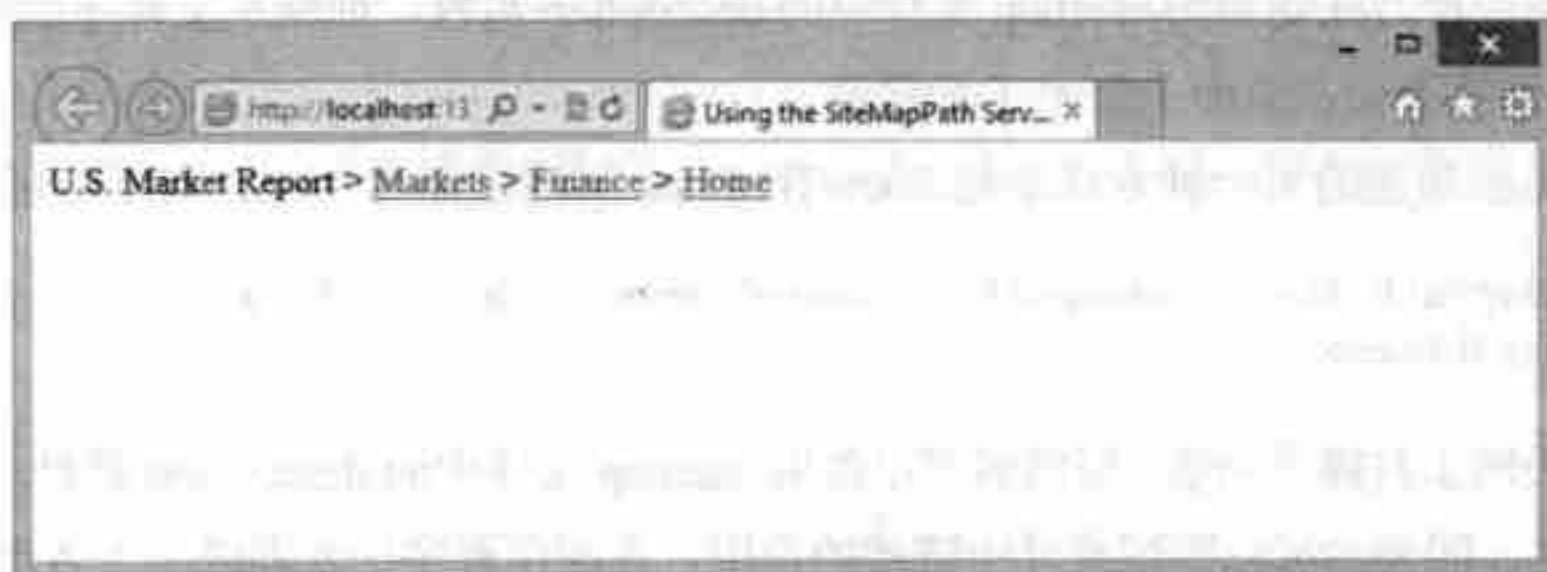 http://localhost:13
Using the SiteMapPath Serv...
U.S. Market Report > Markets > Finance > Home